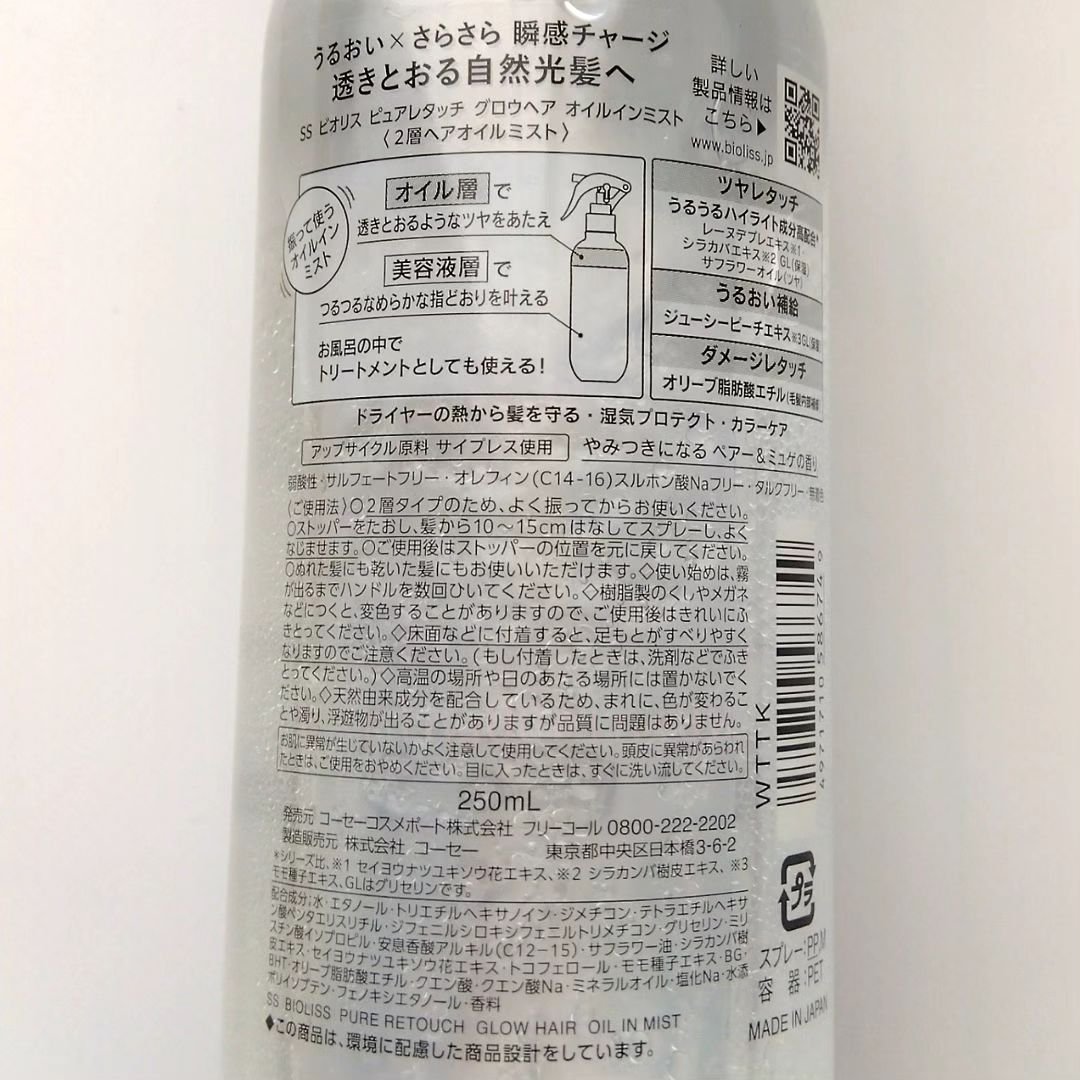 うるおい×さらさら 瞬感チャージ
透きとおる自然光髪へ
SS ビオリス ピュアレタッチ グロウヘア オイルインミスト
〈2層ヘアオイルミスト〉
詳しい
製品情報は
こちら▶
www.bioliss.jp
振って使う
オイルイン
ミスト
オイル層で
透きとおるようなツヤをあたえ
美容液層で
つるつるなめらかな指どおりを叶える
お風呂の中で
トリートメントとしても使える!
ツヤレタッチ
うるうるハイライト成分高配合*
レーヌデプレエキス※1・
シラカバエキス※2GL(保湿)
サフラワーオイル(ツヤ)
うるおい補給
ジューシーピーチエキス※3GL(保湿)
ダメージレタッチ
オリーブ脂肪酸エチル(毛髪内部補修)
ドライヤーの熱から髪を守る・湿気プロテクト・カラーケア
アップサイクル原料 サイプレス使用 やみつきになる ペアー&ミュゲの香り
弱酸性・サルフェートフリー・オレフィン(C14-16)スルホン酸Naフリー・タルクフリー・無着色
〈ご使用法〉○2層タイプのため、よく振ってからお使いください。
○ストッパーをたおし、髪から10〜15cmはなしてスプレーし、よく
なじませます。○ご使用後はストッパーの位置を元に戻してください。
○ぬれた髪にも乾いた髪にもお使いいただけます。◇使い始めは、霧
が出るまでハンドルを数回ひいてください。◇樹脂製のくしやメガネ
などにつくと、変色することがありますので、ご使用後はきれいにふ
きとってください。◇床面などに付着すると、足もとがすべりやすく
なりますのでご注意ください。(もし付着したときは、洗剤などでふき
とってください。)◇高温の場所や日のあたる場所には置かないでく
ださい。◇天然由来成分を配合しているため、まれに、色が変わるこ
とや濁り、浮遊物が出ることがありますが品質に問題はありません。
お肌に異常が生じていないかよく注意して使用してください。頭皮に異常があらわれ
たときは、ご使用をおやめください。目に入ったときは、すぐに洗い流してください。
250mL
発売元 コーセーコスメポート株式会社 フリーコール 0800-222-2202
製造販売元 株式会社 コーセー 東京都中央区日本橋3-6-2
*シリーズ比、※1 セイヨウナツユキソウ花エキス、※2 シラカンバ樹皮エキス、※3
モモ種子エキス、GLはグリセリンです。
配合成分:水・エタノール・トリエチルヘキサノイン・ジメチコン・テトラエチルヘキサ
ン酸ペンタエリスリチル・ジフェニルシロキシフェニルトリメチコン・グリセリン・ミリ
スチン酸イソプロピル・安息香酸アルキル(C12-15)・サフラワー油・シラカンバ樹
皮エキス・セイヨウナツユキソウ花エキス・トコフェロール・モモ種子エキス・BG・
BHT・オリーブ脂肪酸エチル・クエン酸・クエン酸Na・ミネラルオイル・塩化Na・水添
ポリイソブテン・フェノキシエタノール・香料
SS BIOLISS PURE RETOUCH GLOW HAIR OIL IN MIST
◆この商品は、環境に配慮した商品設計をしています。
WTTK
4971710586749
プラ
スプレー:PP,M
容器:PET
MADE IN JAPAN